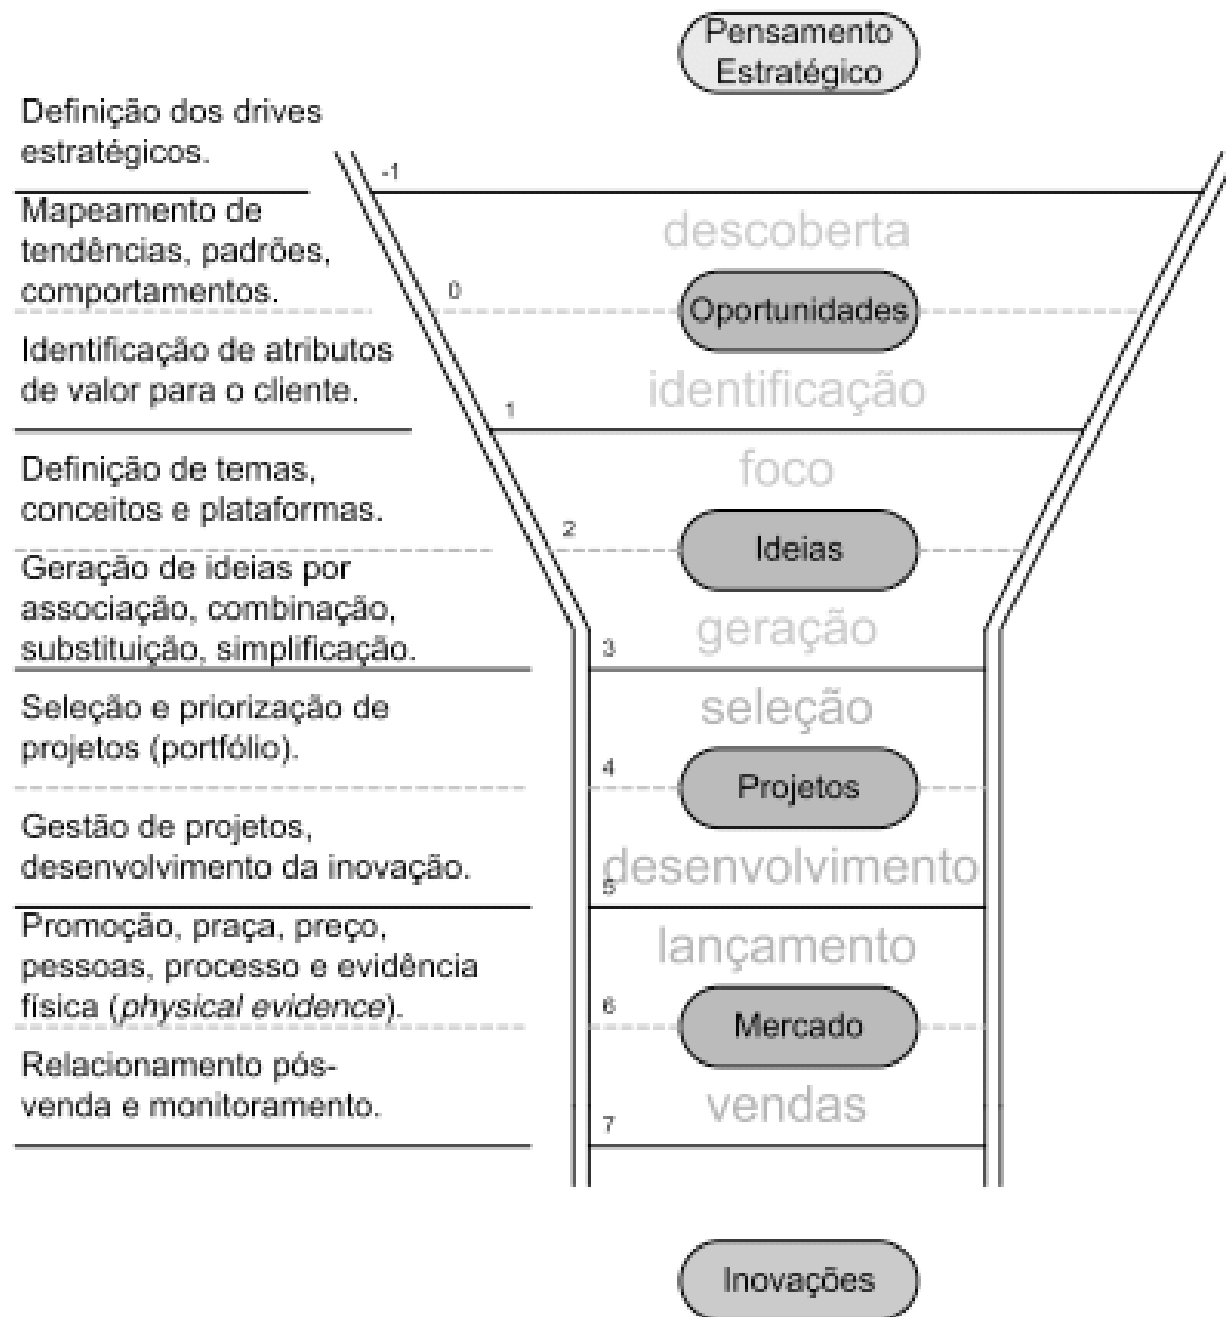 Pensamento
Estratégico
Definição dos drives
estratégicos.
-1
Mapeamento de
tendências, padrões,
comportamentos.
descoberta
0
Oportunidades
Identificação de atributos
de valor para o cliente.
identificação
1
Definição de temas,
conceitos e plataformas.
foco
2
Ideias
Geração de ideias por
associação, combinação,
substituição, simplificação.
geração
3
Seleção e priorização de
projetos (portfólio).
seleção
4
Projetos
Gestão de projetos,
desenvolvimento da inovação.
desenvolvimento
5
Promoção, praça, preço,
pessoas, processo e evidência
física (physical evidence).
lançamento
6
Mercado
Relacionamento pós-
venda e monitoramento.
vendas
7
Inovações